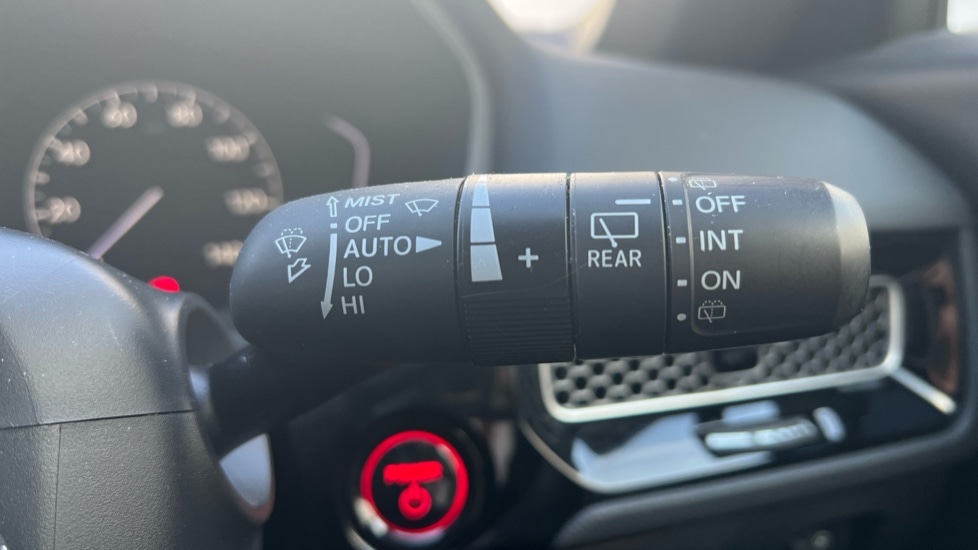 MIST
OFF
AUTO
LO
HI
+
REAR
OFF
INT
ON